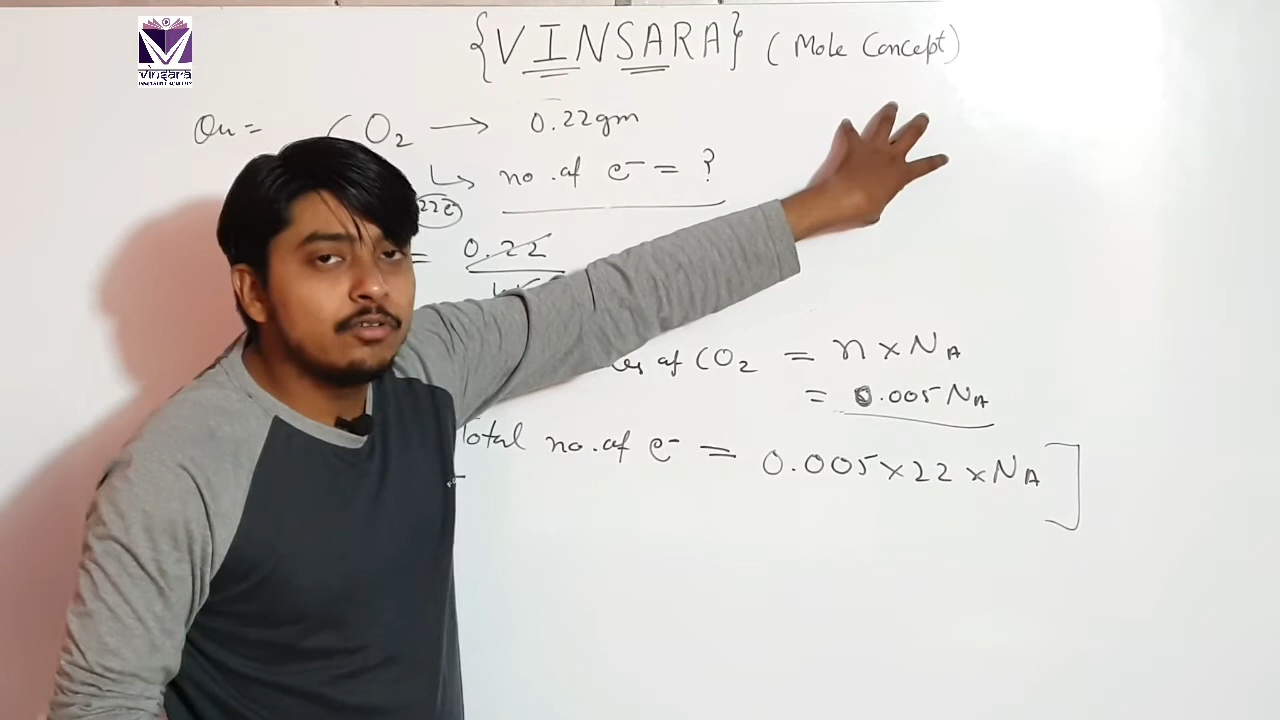 vinsara
{VINSARA} (Mole Concept)
Qu= CO2 → 0.22gm
↳ no.of e⁻ = ?
22e
= 0.22
of CO2 = n×NA
= 0.005 NA
Total no.of e⁻ = 0.005×22×NA]